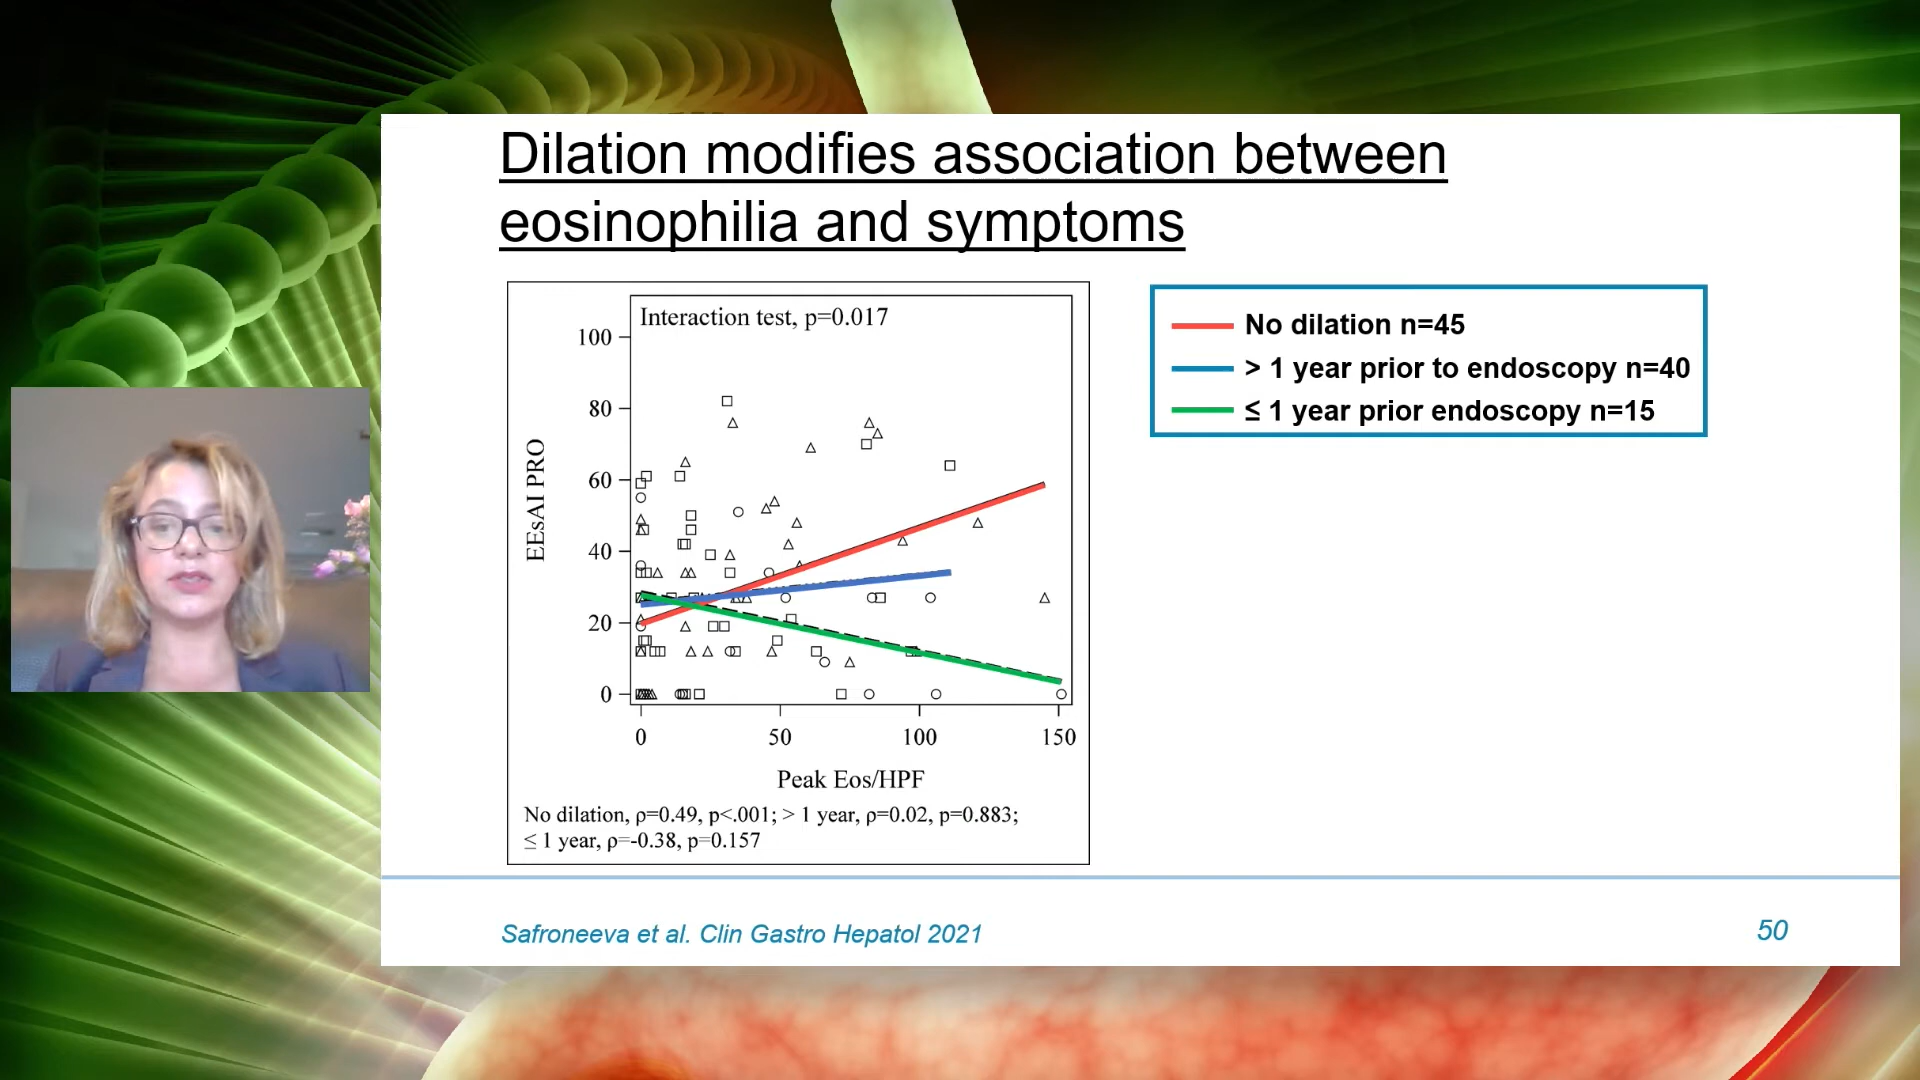 Dilation modifies association between
eosinophilia and symptoms
Interaction test, p=0.017
100
80
60
40
20
0
EEsAI PRO
0 50 100 150
Peak Eos/HPF
No dilation, ρ=0.49, p<.001; > 1 year, ρ=0.02, p=0.883;
≤ 1 year, ρ=-0.38, p=0.157
No dilation n=45
> 1 year prior to endoscopy n=40
≤ 1 year prior endoscopy n=15
Safroneeva et al. Clin Gastro Hepatol 2021
50